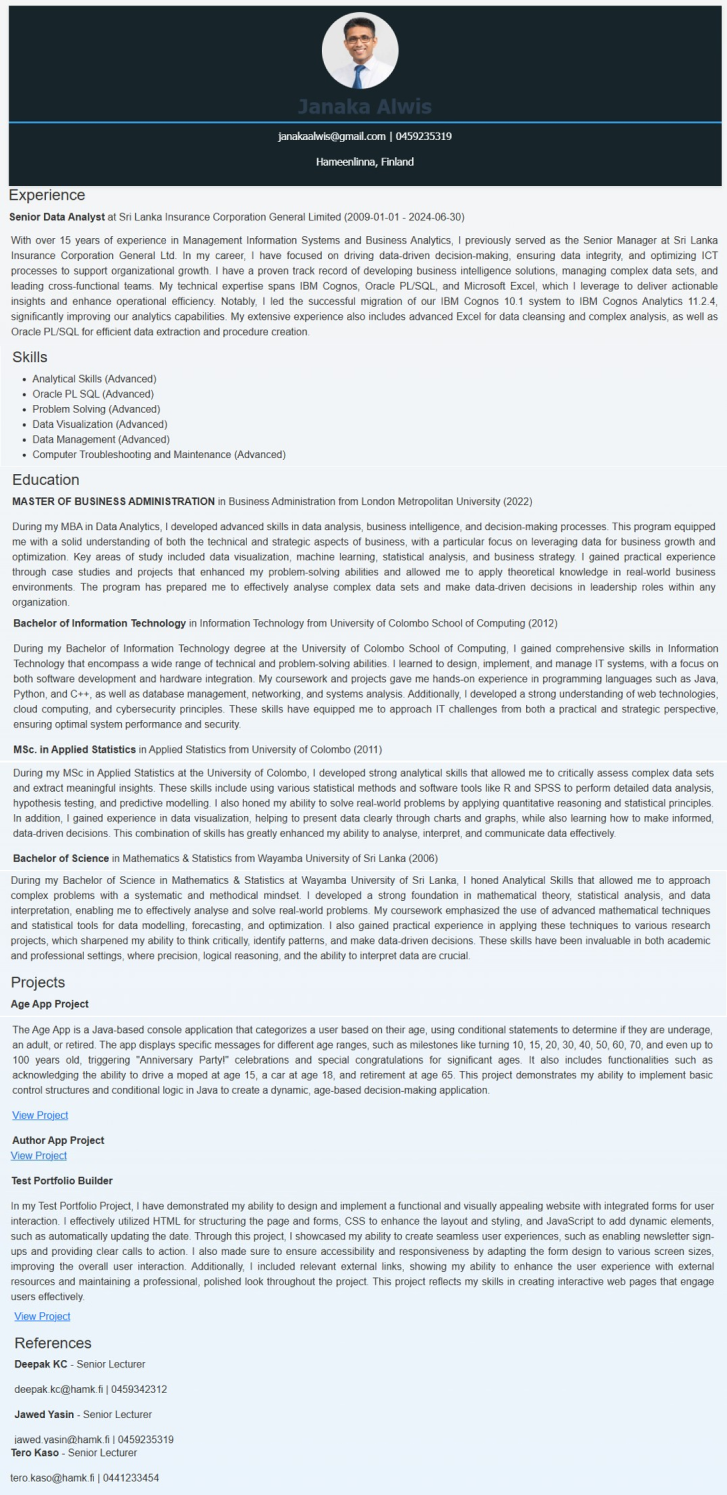 Janaka Alwis
janakaalwis@gmail.com | 0459235319
Hameenlinna, Finland
Experience
Senior Data Analyst at Sri Lanka Insurance Corporation General Limited (2009-01-01 - 2024-06-30)
With over 15 years of experience in Management Information Systems and Business Analytics, I previously served as the Senior Manager at Sri Lanka
Insurance Corporation General Ltd. In my career, I have focused on driving data-driven decision-making, ensuring data integrity, and optimizing ICT
processes to support organizational growth. I have a proven track record of developing business intelligence solutions, managing complex data sets, and
leading cross-functional teams. My technical expertise spans IBM Cognos, Oracle PL/SQL, and Microsoft Excel, which I leverage to deliver actionable
insights and enhance operational efficiency. Notably, I led the successful migration of our IBM Cognos 10.1 system to IBM Cognos Analytics 11.2.4,
significantly improving our analytics capabilities. My extensive experience also includes advanced Excel for data cleansing and complex analysis, as well as
Oracle PL/SQL for efficient data extraction and procedure creation.
Skills
• Analytical Skills (Advanced)
• Oracle PL SQL (Advanced)
• Problem Solving (Advanced)
• Data Visualization (Advanced)
• Data Management (Advanced)
• Computer Troubleshooting and Maintenance (Advanced)
Education
MASTER OF BUSINESS ADMINISTRATION in Business Administration from London Metropolitan University (2022)
During my MBA in Data Analytics, I developed advanced skills in data analysis, business intelligence, and decision-making processes. This program equipped
me with a solid understanding of both the technical and strategic aspects of business, with a particular focus on leveraging data for business growth and
optimization. Key areas of study included data visualization, machine learning, statistical analysis, and business strategy. I gained practical experience
through case studies and projects that enhanced my problem-solving abilities and allowed me to apply theoretical knowledge in real-world business
environments. The program has prepared me to effectively analyse complex data sets and make data-driven decisions in leadership roles within any
organization.
Bachelor of Information Technology in Information Technology from University of Colombo School of Computing (2012)
During my Bachelor of Information Technology degree at the University of Colombo School of Computing, I gained comprehensive skills in Information
Technology that encompass a wide range of technical and problem-solving abilities. I learned to design, implement, and manage IT systems, with a focus on
both software development and hardware integration. My coursework and projects gave me hands-on experience in programming languages such as Java,
Python, and C++, as well as database management, networking, and systems analysis. Additionally, I developed a strong understanding of web technologies,
cloud computing, and cybersecurity principles. These skills have equipped me to approach IT challenges from both a practical and strategic perspective,
ensuring optimal system performance and security.
MSc. in Applied Statistics in Applied Statistics from University of Colombo (2011)
During my MSc in Applied Statistics at the University of Colombo, I developed strong analytical skills that allowed me to critically assess complex data sets
and extract meaningful insights. These skills include using various statistical methods and software tools like R and SPSS to perform detailed data analysis,
hypothesis testing, and predictive modelling. I also honed my ability to solve real-world problems by applying quantitative reasoning and statistical principles.
In addition, I gained experience in data visualization, helping to present data clearly through charts and graphs, while also learning how to make informed,
data-driven decisions. This combination of skills has greatly enhanced my ability to analyse, interpret, and communicate data effectively.
Bachelor of Science in Mathematics & Statistics from Wayamba University of Sri Lanka (2006)
During my Bachelor of Science in Mathematics & Statistics at Wayamba University of Sri Lanka, I honed Analytical Skills that allowed me to approach
complex problems with a systematic and methodical mindset. I developed a strong foundation in mathematical theory, statistical analysis, and data
interpretation, enabling me to effectively analyse and solve real-world problems. My coursework emphasized the use of advanced mathematical techniques
and statistical tools for data modelling, forecasting, and optimization. I also gained practical experience in applying these techniques to various research
projects, which sharpened my ability to think critically, identify patterns, and make data-driven decisions. These skills have been invaluable in both academic
and professional settings, where precision, logical reasoning, and the ability to interpret data are crucial.
Projects
Age App Project
The Age App is a Java-based console application that categorizes a user based on their age, using conditional statements to determine if they are underage,
an adult, or retired. The app displays specific messages for different age ranges, such as milestones like turning 10, 15, 20, 30, 40, 50, 60, 70, and even up to
100 years old, triggering "Anniversary Party!" celebrations and special congratulations for significant ages. It also includes functionalities such as
acknowledging the ability to drive a moped at age 15, a car at age 18, and retirement at age 65. This project demonstrates my ability to implement basic
control structures and conditional logic in Java to create a dynamic, age-based decision-making application.
View Project
Author App Project
View Project
Test Portfolio Builder
In my Test Portfolio Project, I have demonstrated my ability to design and implement a functional and visually appealing website with integrated forms for user
interaction. I effectively utilized HTML for structuring the page and forms, CSS to enhance the layout and styling, and JavaScript to add dynamic elements,
such as automatically updating the date. Through this project, I showcased my ability to create seamless user experiences, such as enabling newsletter sign-
ups and providing clear calls to action. I also made sure to ensure accessibility and responsiveness by adapting the form design to various screen sizes,
improving the overall user interaction. Additionally, I included relevant external links, showing my ability to enhance the user experience with external
resources and maintaining a professional, polished look throughout the project. This project reflects my skills in creating interactive web pages that engage
users effectively.
View Project
References
Deepak KC - Senior Lecturer
deepak.kc@hamk.fi | 0459342312
Jawed Yasin - Senior Lecturer
jawed.yasin@hamk.fi | 0459235319
Tero Kaso - Senior Lecturer
tero.kaso@hamk.fi | 0441233454